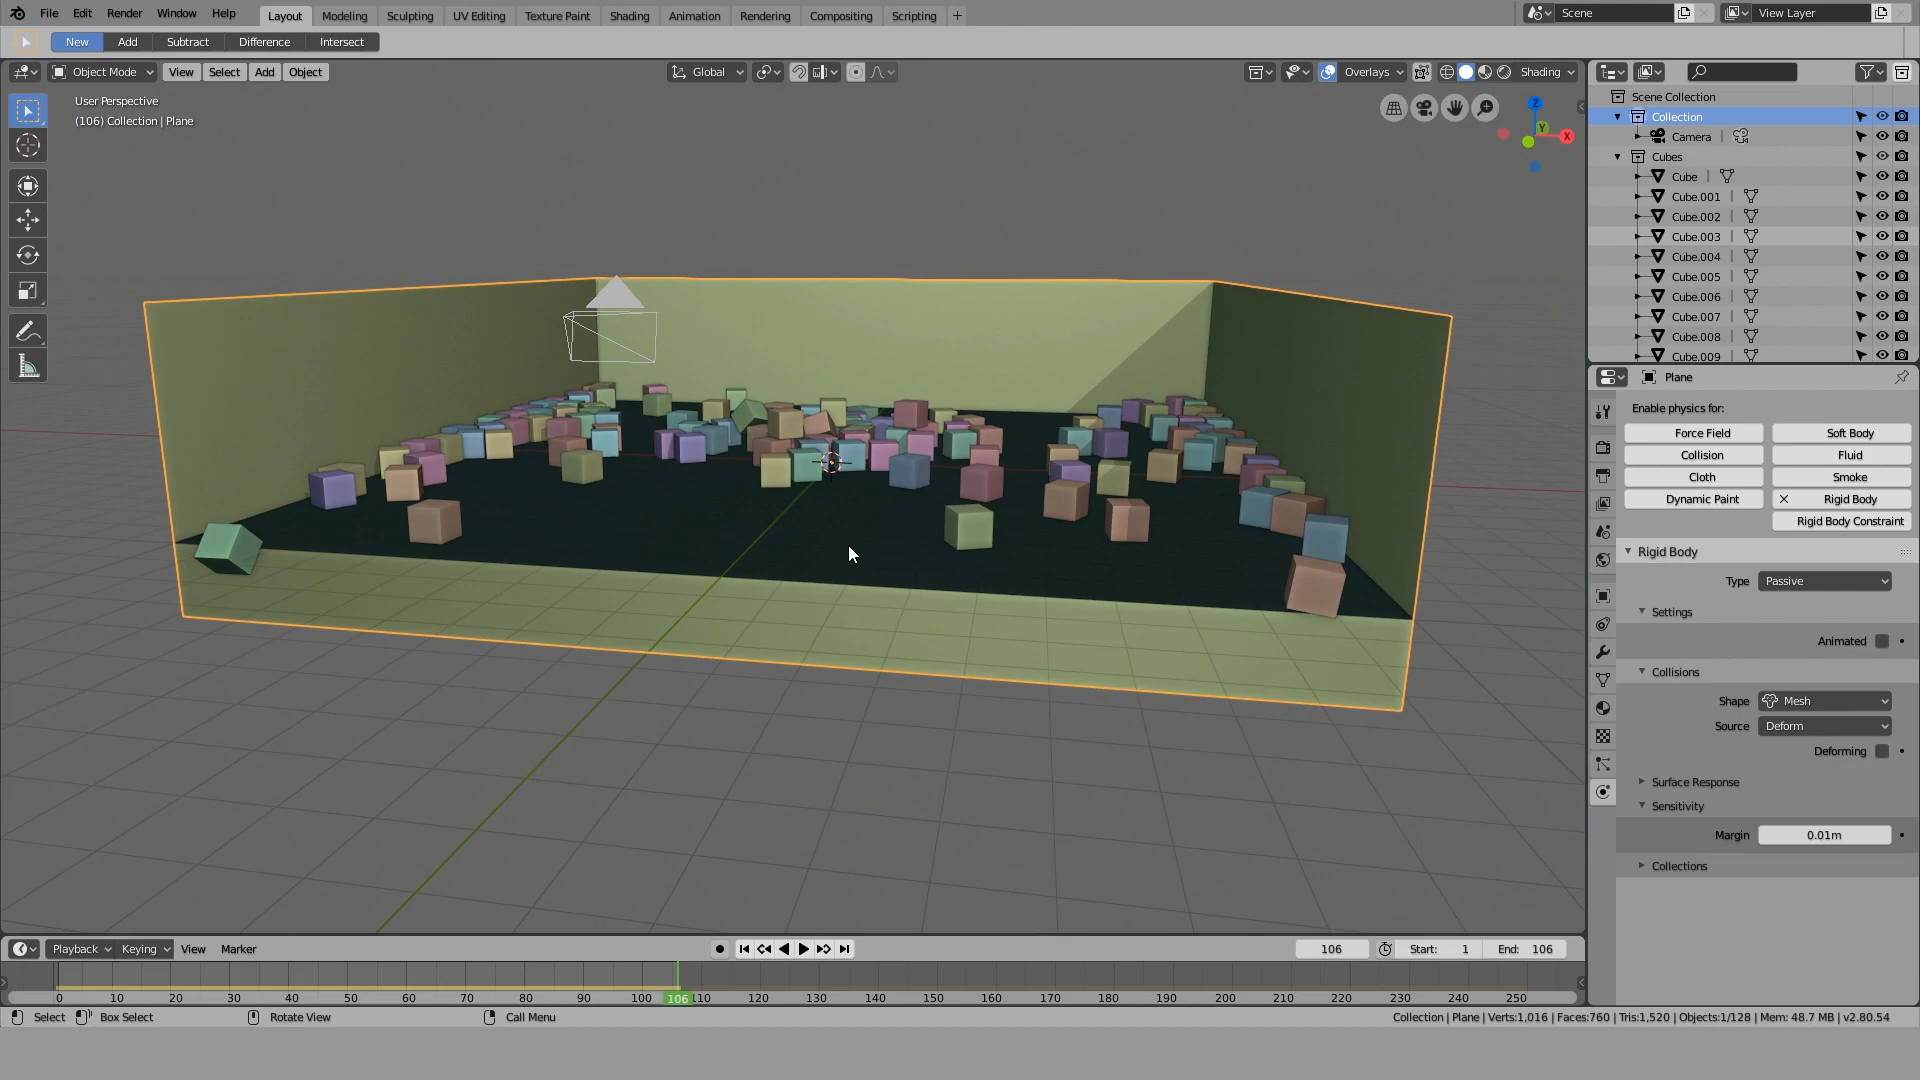 File Edit Render Window Help Layout Modeling Sculpting UV Editing Texture Paint Shading Animation Rendering Compositing Scripting + Scene View Layer
New Add Subtract Difference Intersect
Object Mode View Select Add Object Global Overlays Shading
User Perspective
(106) Collection | Plane
Z
Y
X
Scene Collection
Collection
Camera
Cubes
Cube
Cube.001
Cube.002
Cube.003
Cube.004
Cube.005
Cube.006
Cube.007
Cube.008
Cube.009
Plane
Enable physics for:
Force Field Soft Body
Collision Fluid
Cloth Smoke
Dynamic Paint Rigid Body
Rigid Body Constraint
Rigid Body
Type Passive
Settings
Animated
Collisions
Shape Mesh
Source Deform
Deforming
Surface Response
Sensitivity
Margin 0.01m
Collections
Playback Keying View Marker 106 Start: 1 End: 106
0 10 20 30 40 50 60 70 80 90 100 106 110 120 130 140 150 160 170 180 190 200 210 220 230 240 250
Select Box Select Rotate View Call Menu Collection | Plane | Verts:1,016 | Faces:760 | Tris:1,520 | Objects:1/128 | Mem: 48.7 MB | v2.80.54